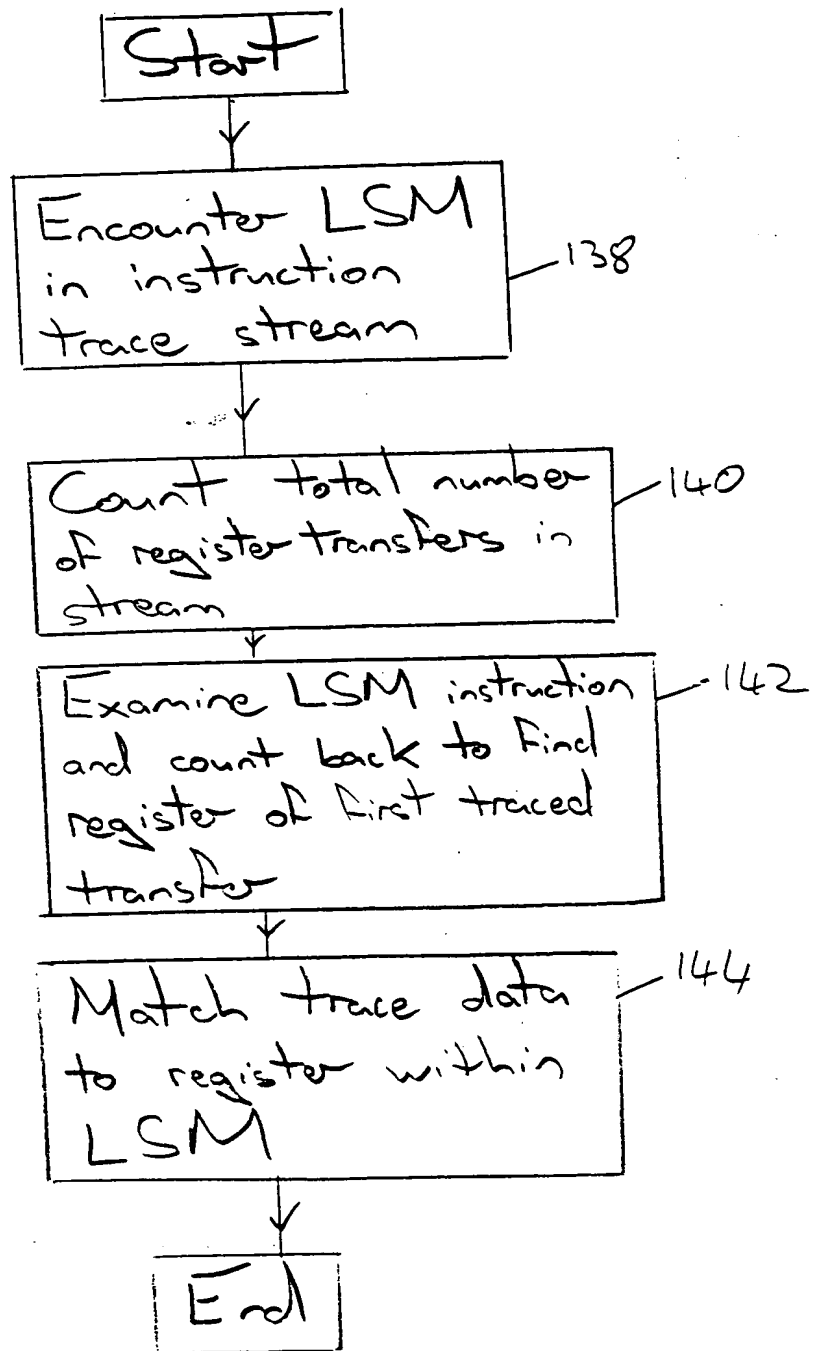 Start
Encounter LSM
in instruction
trace stream
138
Count total number
of register transfers in
stream
140
Examine LSM instruction
and count back to find
register of first traced
transfer
142
Match trace data
to register within
LSM
144
End